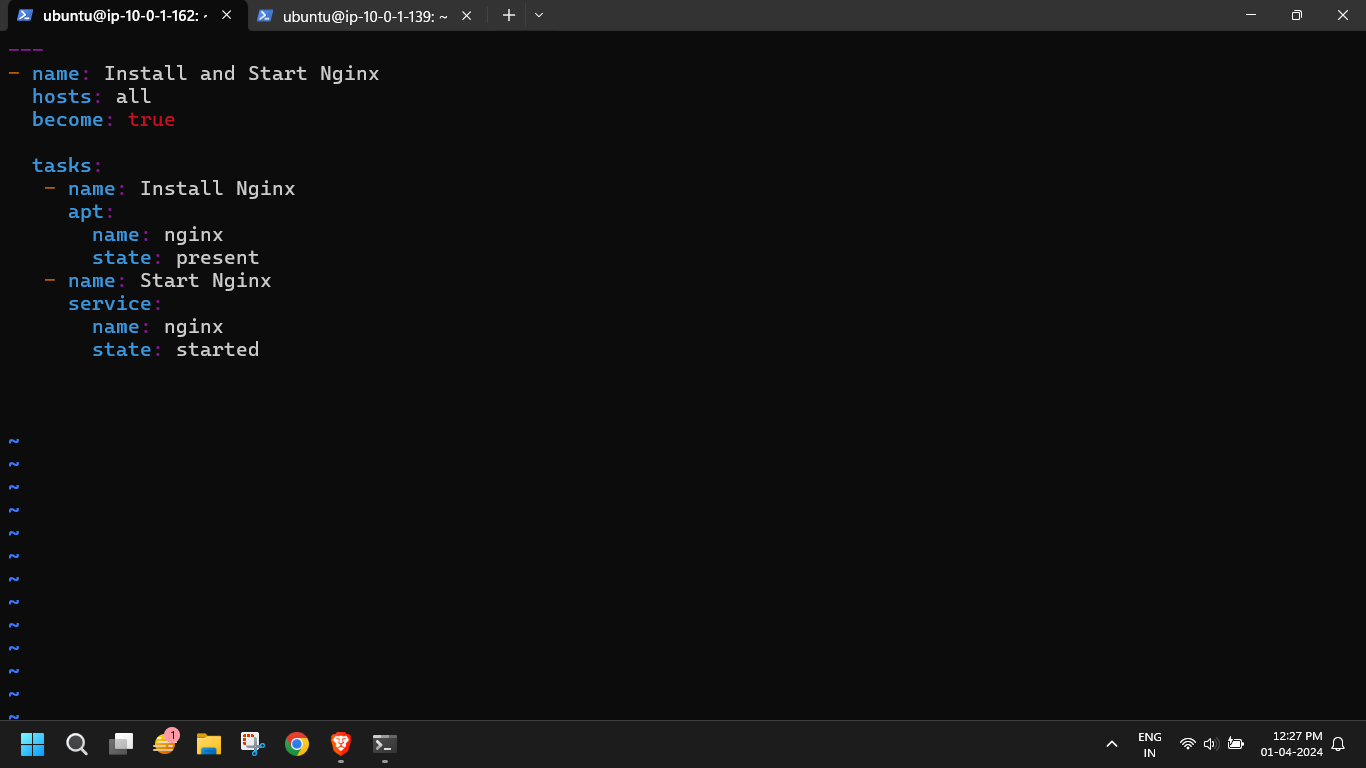 ubuntu@ip-10-0-1-162:
ubuntu@ip-10-0-1-139: ~
---
- name: Install and Start Nginx
  hosts: all
  become: true
  tasks:
   - name: Install Nginx
     apt:
       name: nginx
       state: present
   - name: Start Nginx
     service:
       name: nginx
       state: started
~
~
~
~
~
~
~
~
~
~
~
~
~
1
ENG
IN
12:27 PM
01-04-2024